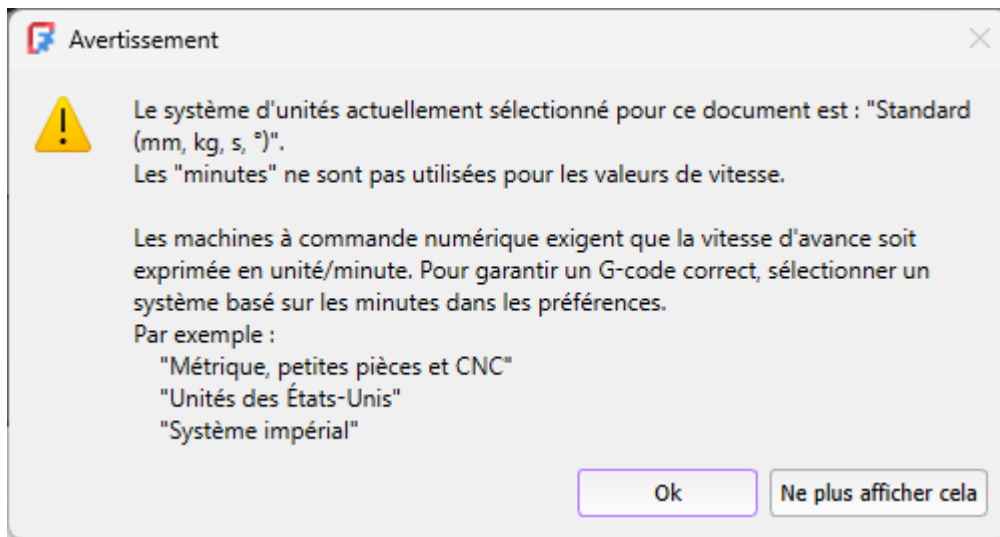 Avertissement
Le système d'unités actuellement sélectionné pour ce document est : "Standard
(mm, kg, s, °)".
Les "minutes" ne sont pas utilisées pour les valeurs de vitesse.
Les machines à commande numérique exigent que la vitesse d'avance soit
exprimée en unité/minute. Pour garantir un G-code correct, sélectionner un
système basé sur les minutes dans les préférences.
Par exemple :
"Métrique, petites pièces et CNC"
"Unités des États-Unis"
"Système impérial"
Ok
Ne plus afficher cela